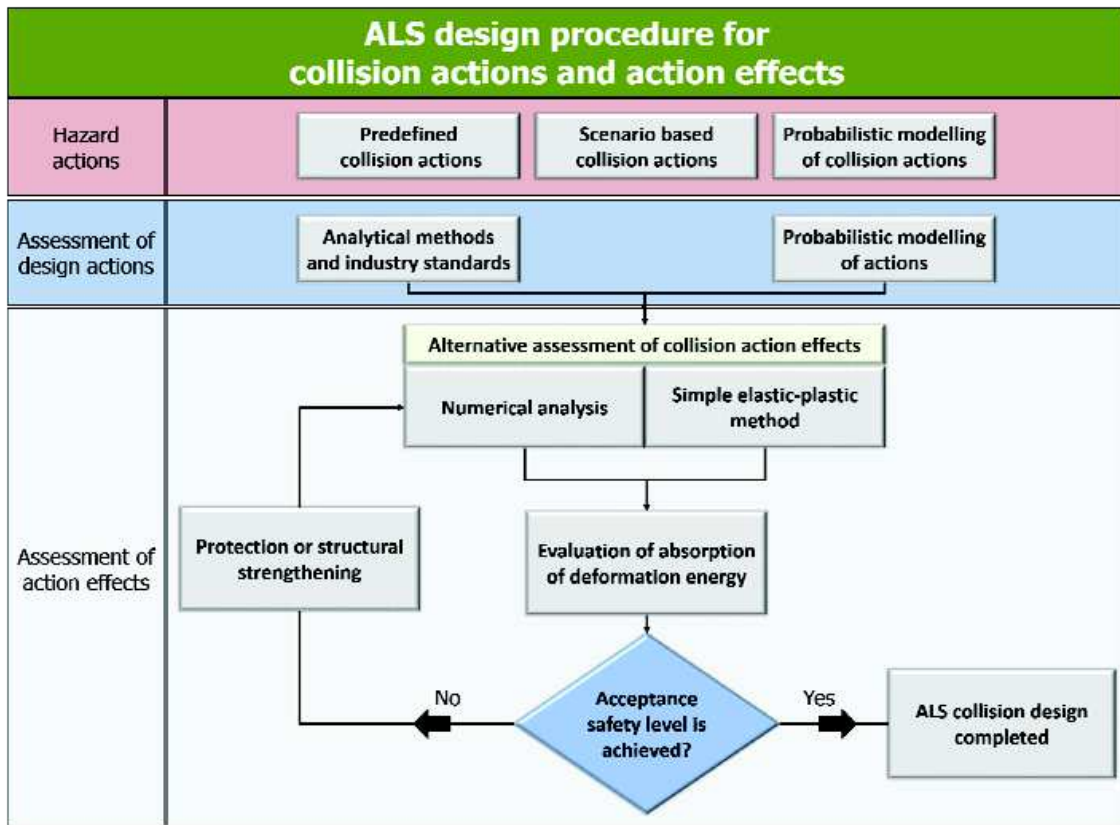 ALS design procedure for
collision actions and action effects
Hazard
actions
Predefined
collision actions
Scenario based
collision actions
Probabilistic modelling
of collision actions
Assessment of
design actions
Analytical methods
and industry standards
Probabilistic modelling
of actions
Alternative assessment of collision action effects
Numerical analysis
Simple elastic-plastic
method
Assessment of
action effects
Protection or structural
strengthening
Evaluation of absorption
of deformation energy
No
Acceptance
safety level is
achieved?
Yes
ALS collision design
completed